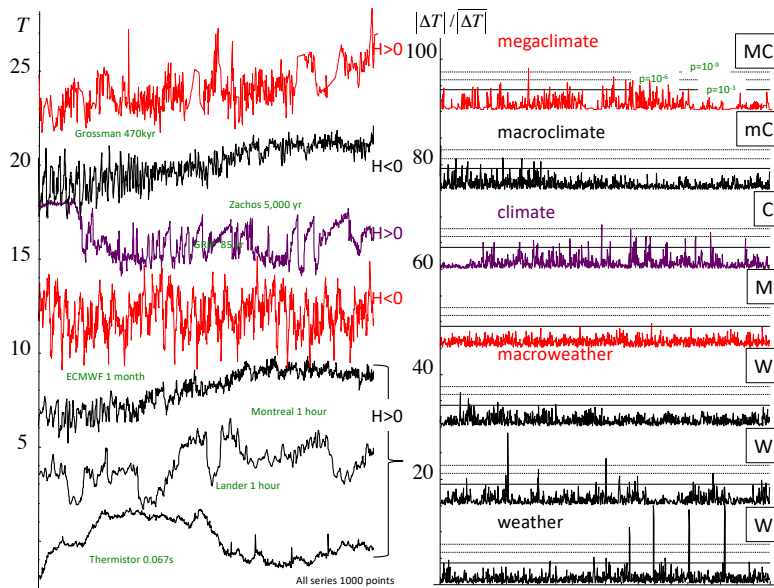 T
25
20
15
10
5
H>0
Grossman 470kyr
H<0
Zachos 5,000 yr
H>0
GRIP 85 yr
H<0
ECMWF 1 month
Montreal 1 hour
H>0
Lander 1 hour
Thermistor 0.067s
All series 1000 points
|ΔT| / |ΔT|
100
80
60
40
20
megaclimate
MC
p=10-9
p=10-6
p=10-3
macroclimate
mC
climate
C
M
macroweather
W
W
weather
W